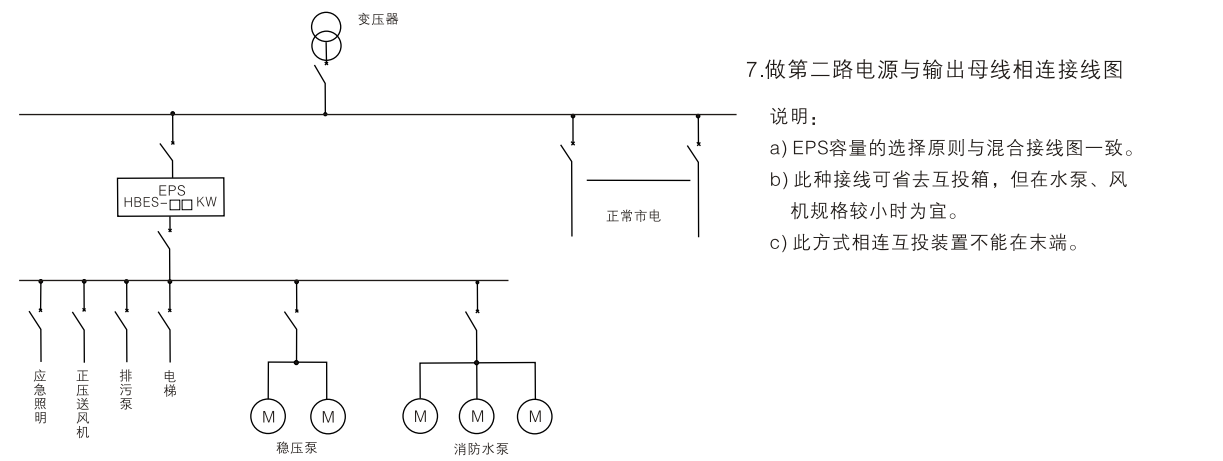 变压器
7.做第二路电源与输出母线相连接线图
说明：
a) EPS容量的选择原则与混合接线图一致。
b) 此种接线可省去互投箱，但在水泵、风
机规格较小时为宜。
c) 此方式相连互投装置不能在末端。
EPS
HBES-□□ KW
正常市电
应急照明
正压送风机
排污泵
电梯
M
M
M
M
M
稳压泵
消防水泵